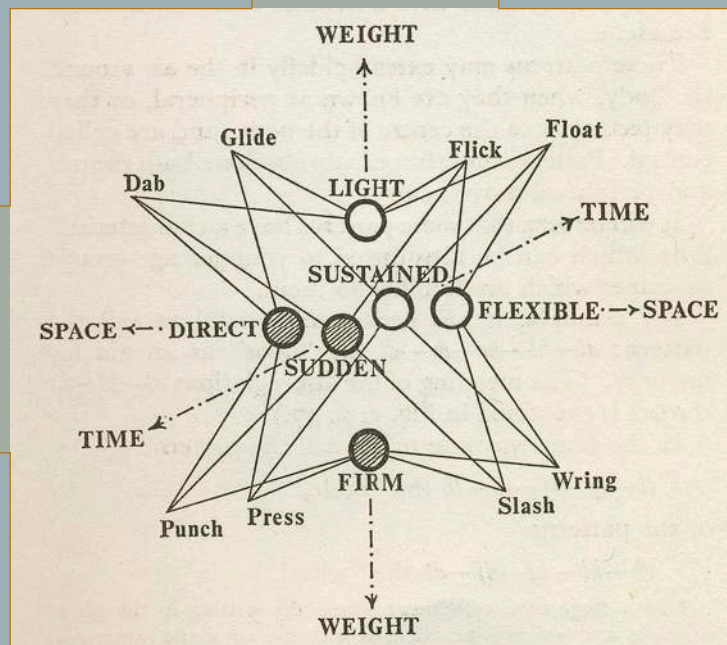 WEIGHT
Glide
Flick
Float
Dab
LIGHT
TIME
SUSTAINED
SPACE
DIRECT
FLEXIBLE
SPACE
SUDDEN
TIME
FIRM
Wring
Punch
Press
Slash
WEIGHT